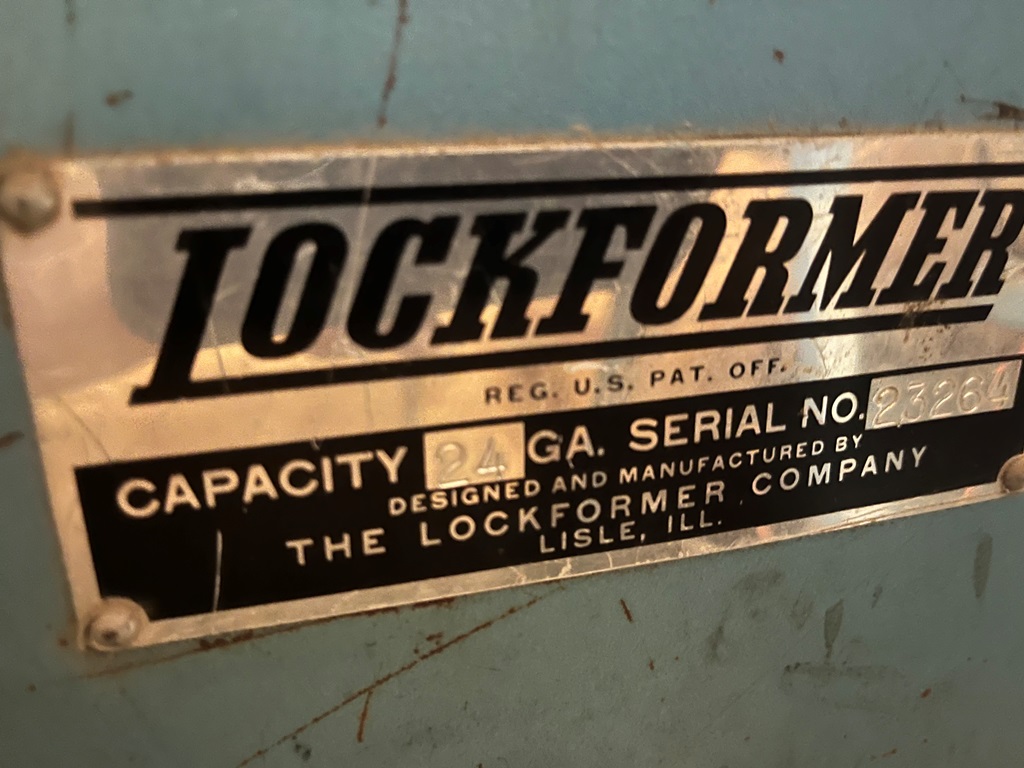 LOCKFORMER
REG. U.S. PAT. OFF.
CAPACITY 24 GA. SERIAL NO. 23264
DESIGNED AND MANUFACTURED BY
THE LOCKFORMER COMPANY
LISLE, ILL.